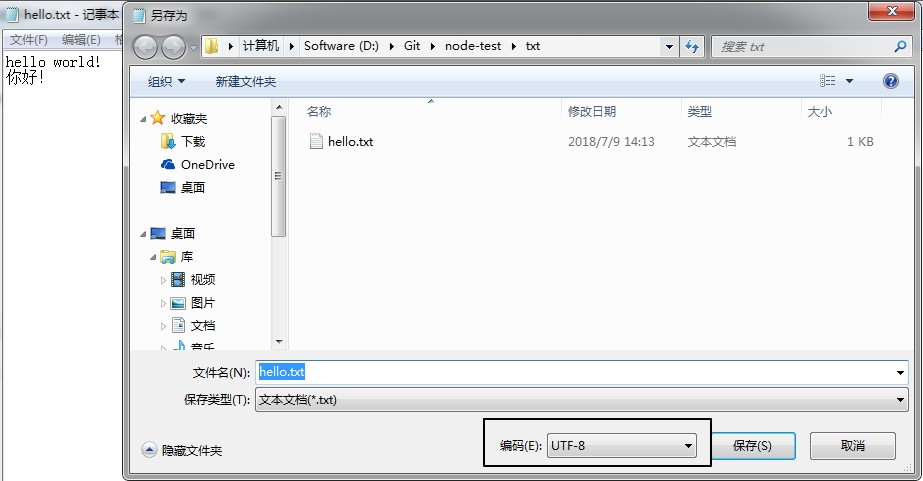 hello.txt - 记事本
文件(F) 编辑(E)
hello world!
你好!
另存为
计算机 Software (D:) Git node-test txt
搜索 txt
组织 新建文件夹
名称 修改日期 类型 大小
hello.txt 2018/7/9 14:13 文本文档 1 KB
收藏夹
下载
OneDrive
桌面
桌面
库
视频
图片
文档
音乐
文件名(N): hello.txt
保存类型(T): 文本文档(*.txt)
隐藏文件夹 编码(E): UTF-8 保存(S) 取消